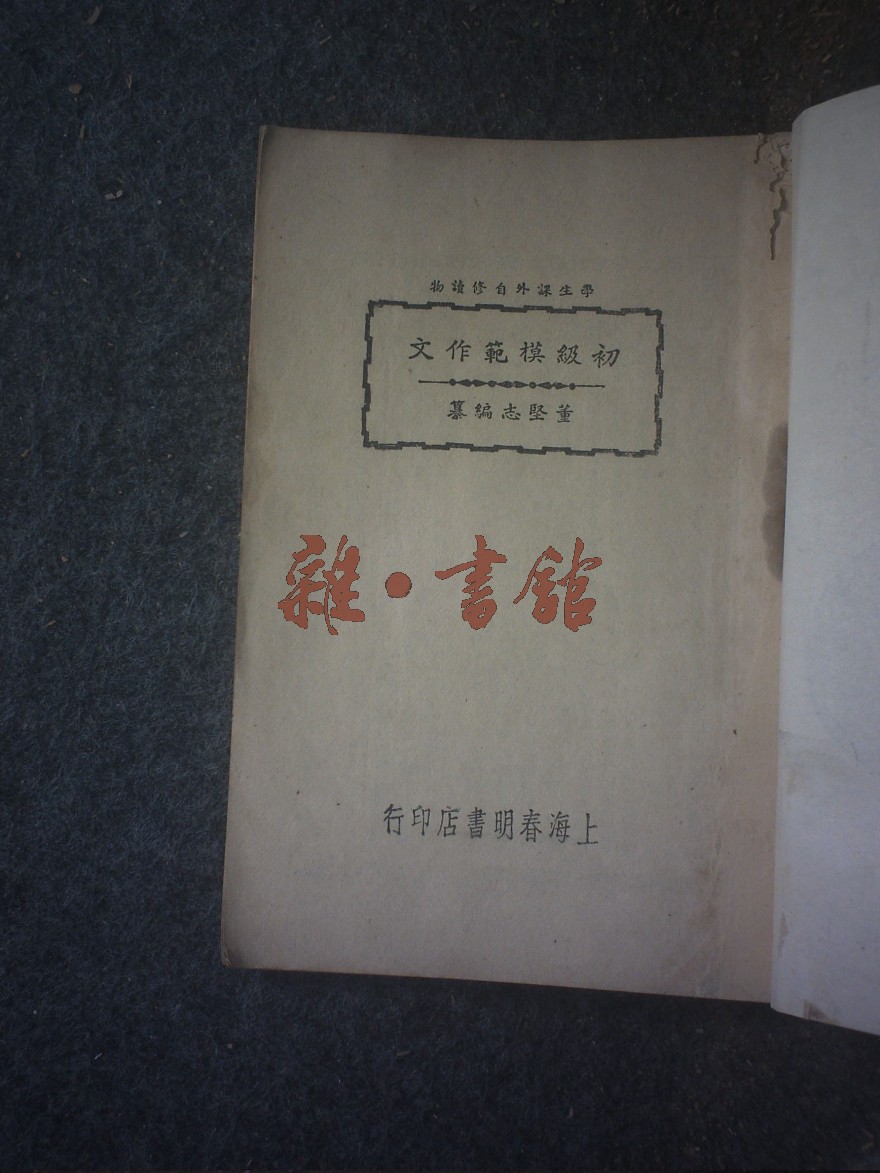 學生課外自修讀物
初級模範作文
董堅志編纂
雜·書館
上海春明書店印行